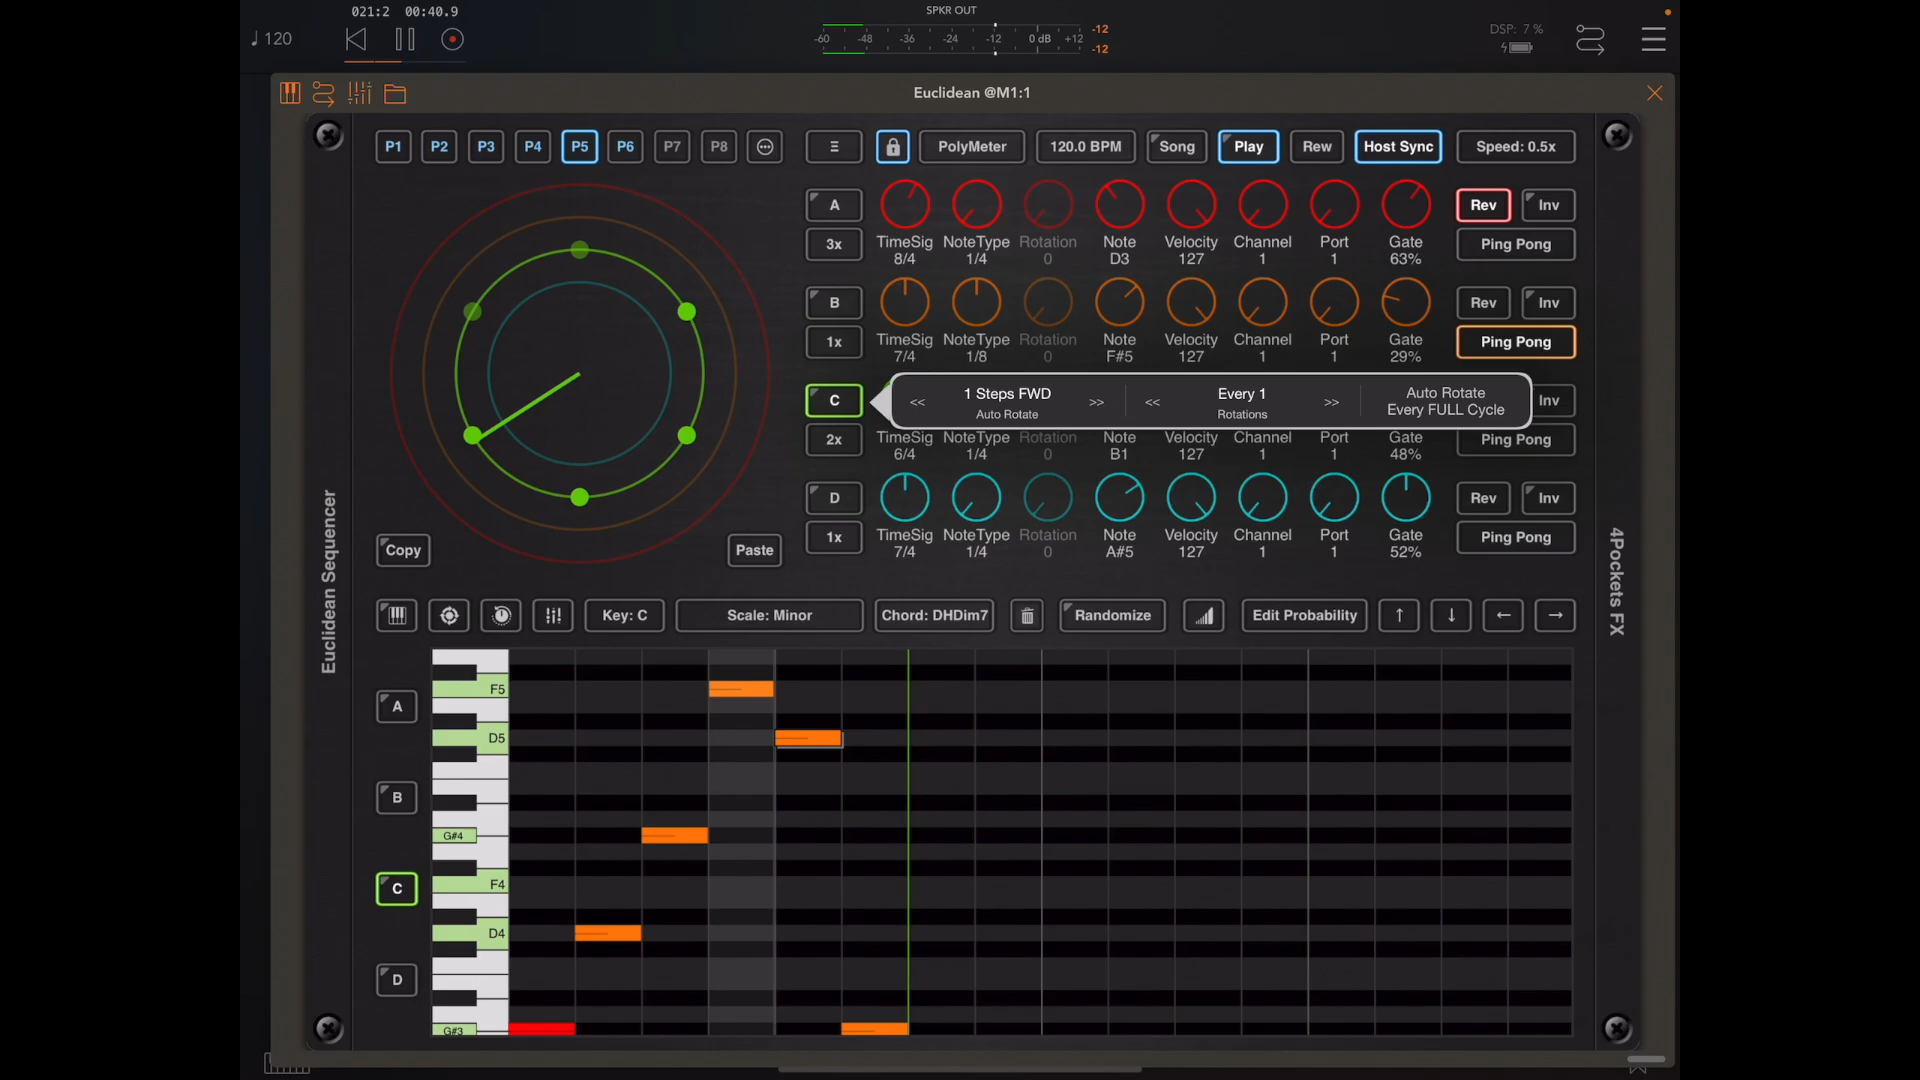 021:2 00:40.9
120
SPKR OUT
-60 -48 -36 -24 -12 0 dB +12
-12
-12
DSP: 7 %
Euclidean @M1:1
P1 P2 P3 P4 P5 P6 P7 P8
PolyMeter 120.0 BPM Song Play Rew Host Sync Speed: 0.5x
A
3x
TimeSig NoteType Rotation Note Velocity Channel Port Gate
8/4 1/4 0 D3 127 1 1 63%
Rev Inv
Ping Pong
B
1x
TimeSig NoteType Rotation Note Velocity Channel Port Gate
7/4 1/8 0 F#5 127 1 1 29%
Rev Inv
Ping Pong
C
2x
<< 1 Steps FWD >> << Every 1 >> Auto Rotate
Auto Rotate Rotations Every FULL Cycle
Inv
TimeSig NoteType Rotation Note Velocity Channel Port Gate
6/4 1/4 0 B1 127 1 1 48%
Ping Pong
D
1x
TimeSig NoteType Rotation Note Velocity Channel Port Gate
7/4 1/4 0 A#5 127 1 1 52%
Rev Inv
Ping Pong
Copy Paste
Euclidean Sequencer
4Pockets FX
Key: C Scale: Minor Chord: DHDim7 Randomize Edit Probability ↑ ↓ ← →
A
B
C
D
F5
D5
G#4
F4
D4
G#3